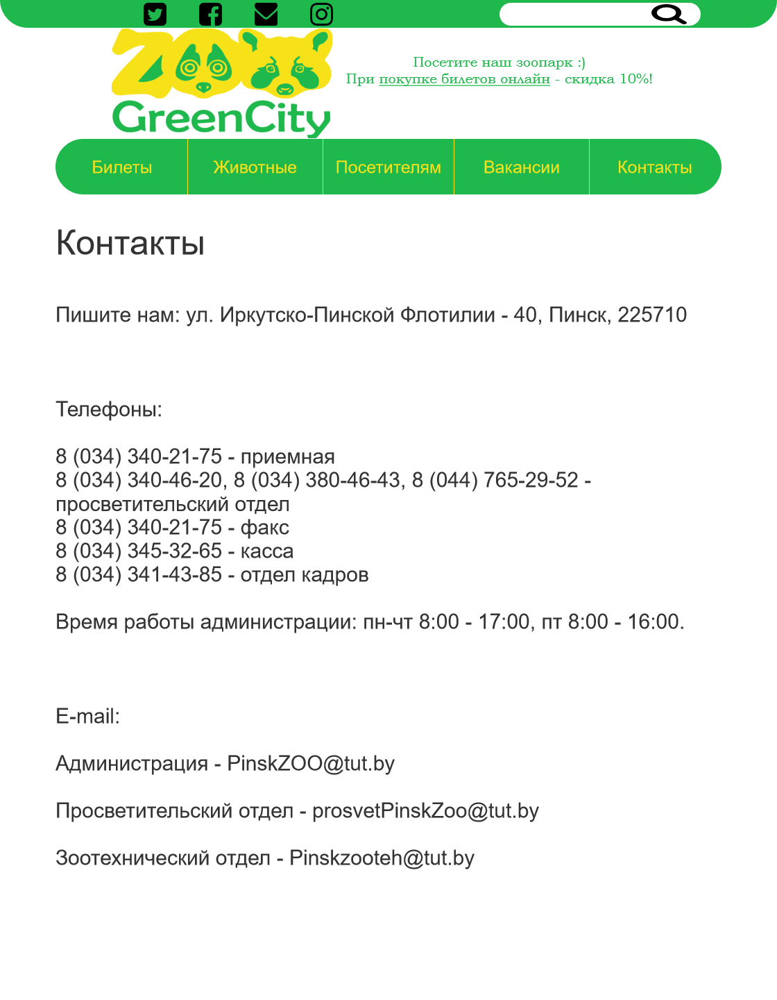 ZOO
GreenCity
Посетите наш зоопарк :)
При покупке билетов онлайн - скидка 10%!
Билеты
Животные
Посетителям
Вакансии
Контакты
Контакты
Пишите нам: ул. Иркутско-Пинской Флотилии - 40, Пинск, 225710
Телефоны:
8 (034) 340-21-75 - приемная
8 (034) 340-46-20, 8 (034) 380-46-43, 8 (044) 765-29-52 -
просветительский отдел
8 (034) 340-21-75 - факс
8 (034) 345-32-65 - касса
8 (034) 341-43-85 - отдел кадров
Время работы администрации: пн-чт 8:00 - 17:00, пт 8:00 - 16:00.
E-mail:
Администрация - PinskZOO@tut.by
Просветительский отдел - prosvetPinskZoo@tut.by
Зоотехнический отдел - Pinskzooteh@tut.by